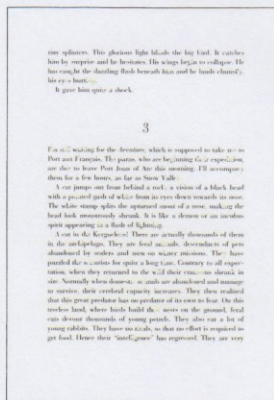 tiny splinters. This glorious light blinds the big bird. It catches
him by surprise and he hesitates. His wings begin to collapse. He
has caught the dazzling flash beneath him and he lands clumsily,
his eyes hurting.
It gave him quite a shock.
3
I'm still waiting for the Aventure, which is supposed to take me to
Port aux Français. The paras, who are beginning their expedition,
are due to leave Port Jeanne d'Arc this morning. I'll accompany
them for a few hours, as far as Snow Valley.
A cat jumps out from behind a rock: a vision of a black head
with a pointed gash of white from its eyes down towards its nose.
The white stamp splits the upturned snout of a nose, making the
head look monstrously shrunk. It is like a demon or an incubus
spirit appearing in a flash of lightning.
A cat in the Kerguelens! There are actually thousands of them
in the archipelago. They are feral animals, descendants of pets
abandoned by sealers and men on winter missions. They have
puzzled the scientists for quite a long time. Contrary to all
tation, when they returned to the wild their craniums shrunk in
size. Normally when domestic animals are abandoned and manage
to survive, their cerebral capacity increases. They then realised
that this great predator has no predator of its own to fear. On this
treeless land, where birds build their nests on the ground, feral
cats devour thousands of young petrels. They also eat a lot of
young rabbits. They have no rivals, so that no effort is required to
get food. Hence their "intelligence" has regressed. They are very